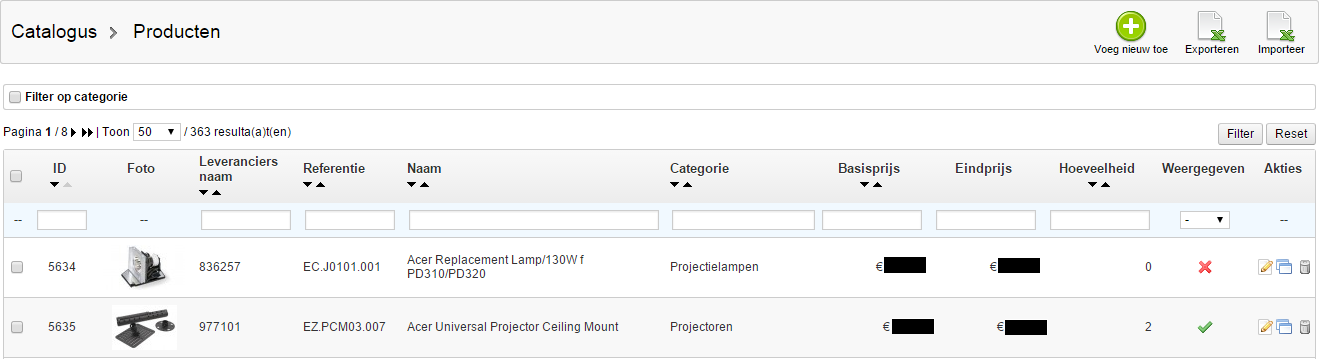 Catalogus > Producten
Voeg nieuw toe Exporteren Importeer
Filter op categorie
Pagina 1 / 8 | Toon 50 / 363 resulta(a)t(en)
Filter Reset
ID Foto Leveranciers naam Referentie Naam Categorie Basisprijs Eindprijs Hoeveelheid Weergegeven Akties
-- -- - --
5634 836257 EC.J0101.001 Acer Replacement Lamp/130W f PD310/PD320 Projectielampen € € 0
5635 977101 EZ.PCM03.007 Acer Universal Projector Ceiling Mount Projectoren € € 2